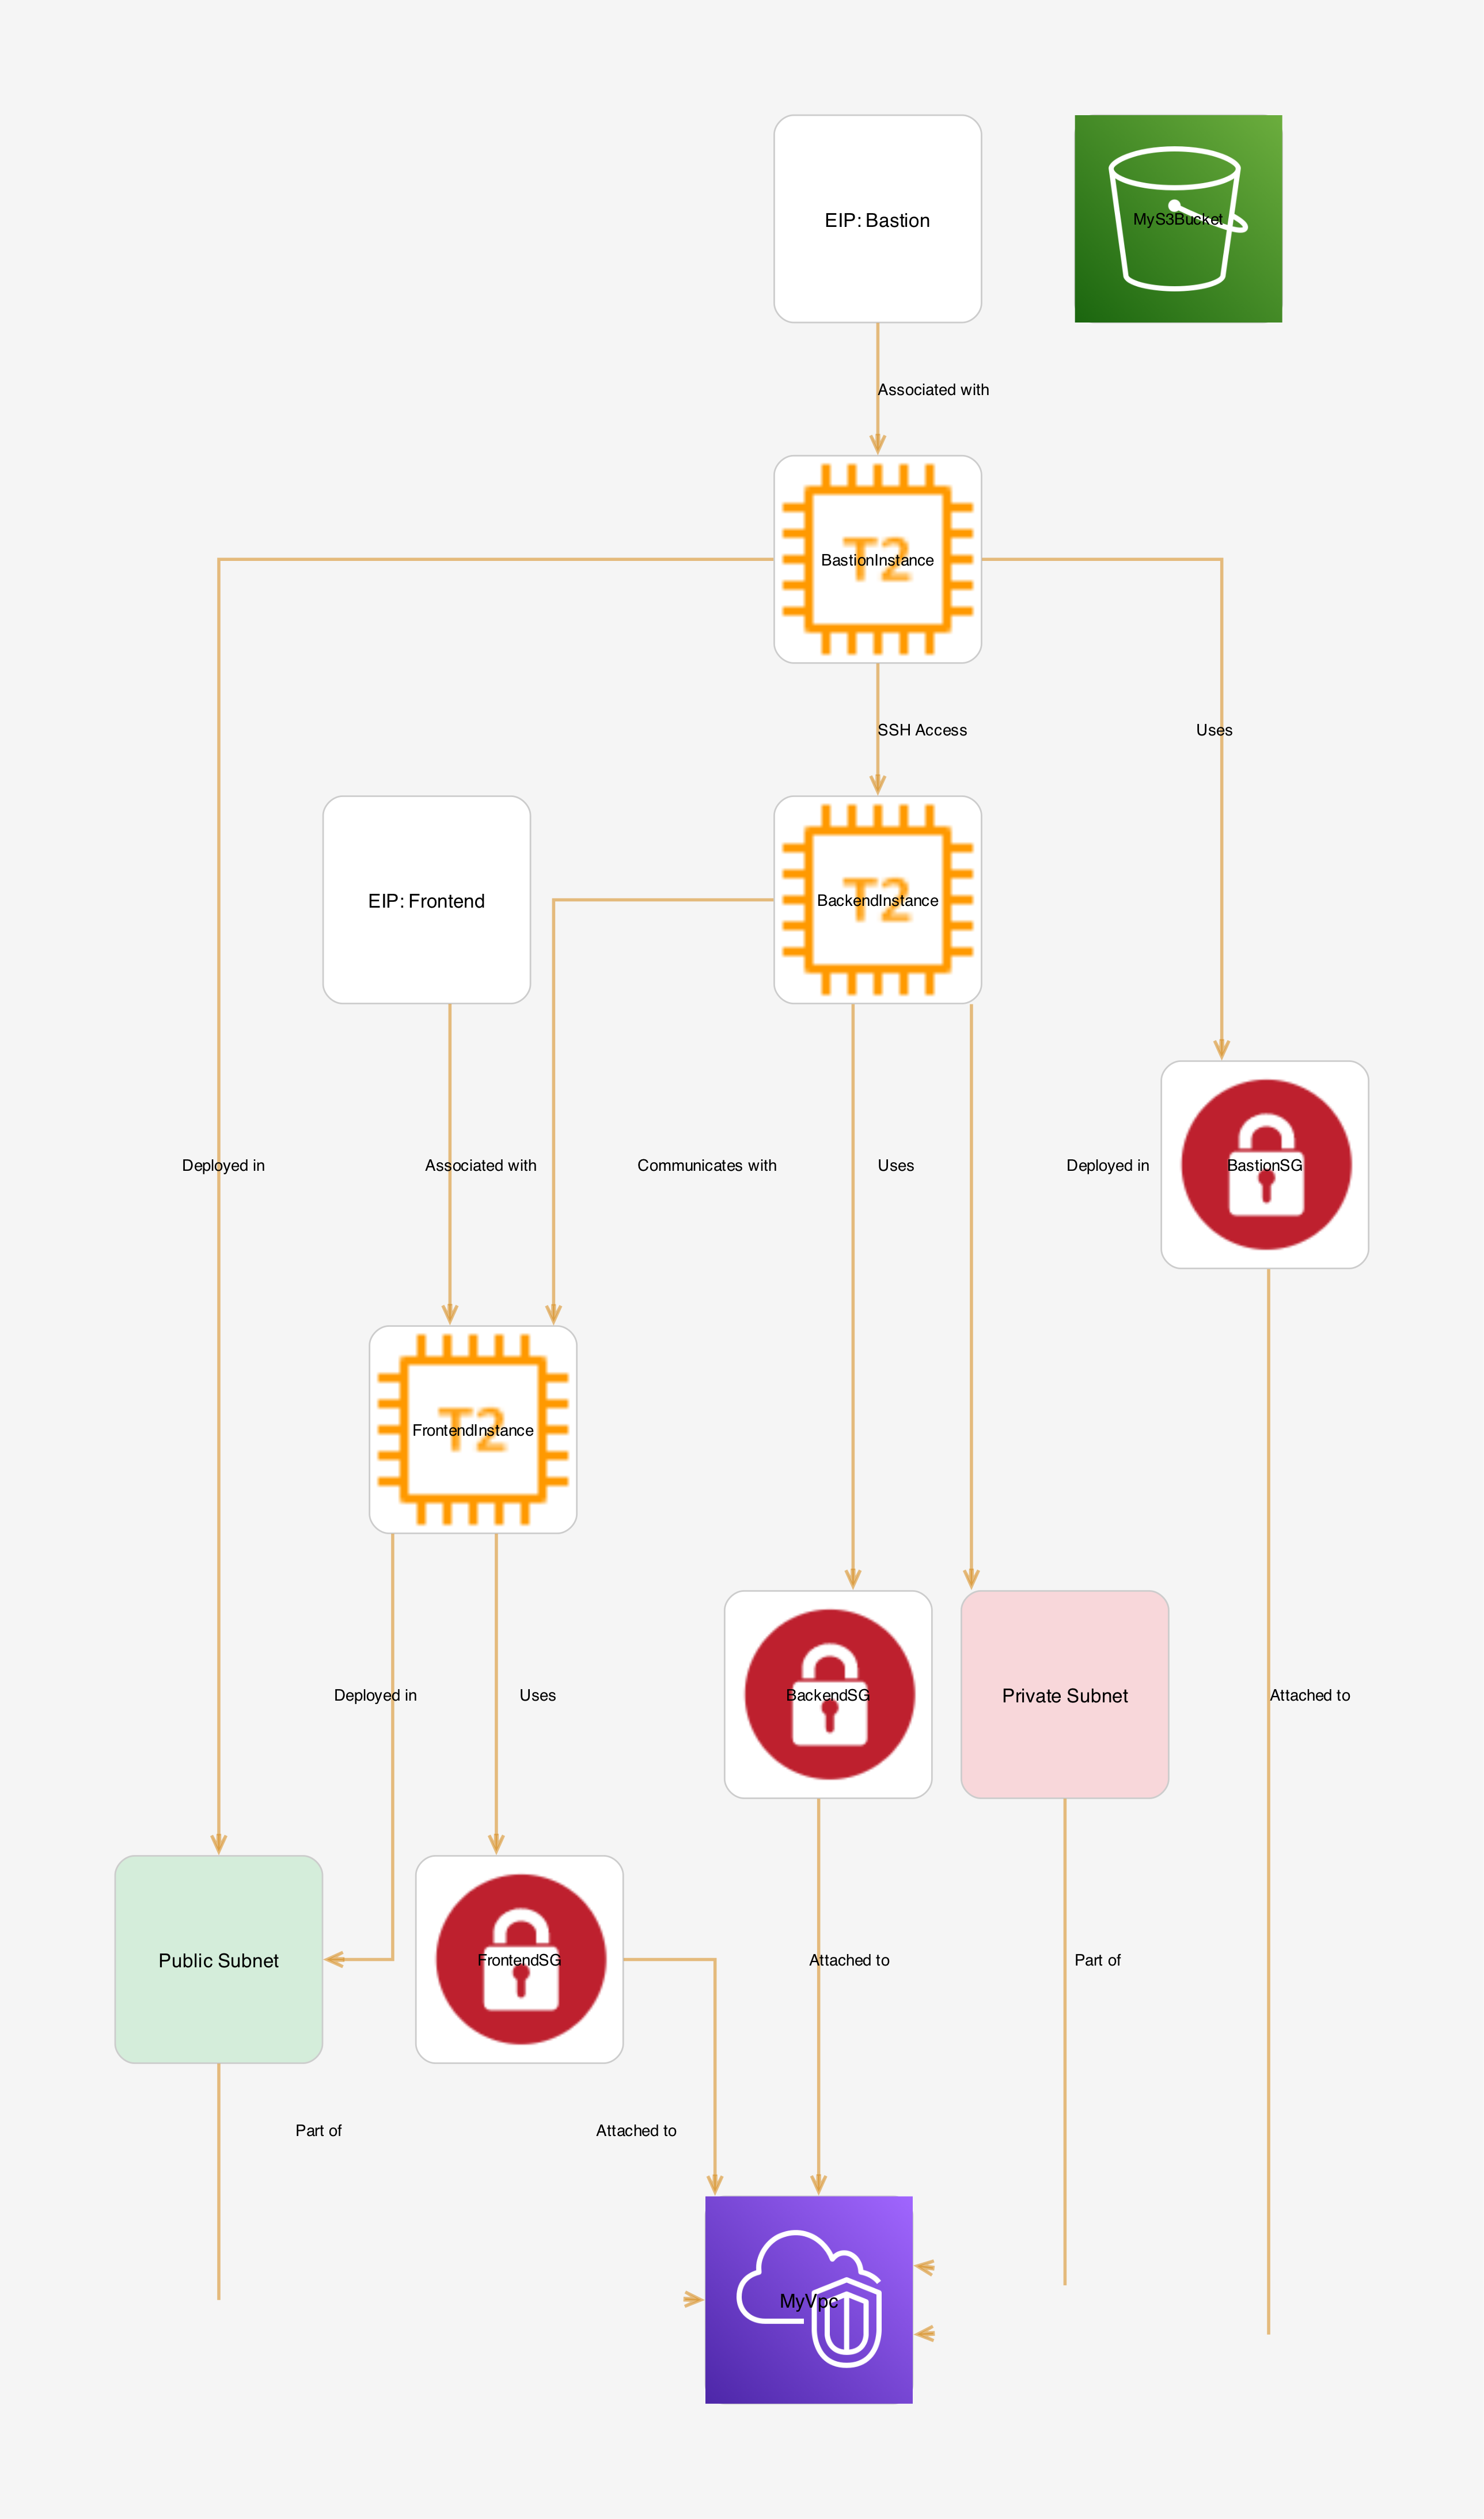 EIP: Bastion
MyS3Bucket
Associated with
T2
BastionInstance
SSH Access
Uses
EIP: Frontend
T2
BackendInstance
Deployed in
Associated with
Communicates with
Uses
Deployed in
BastionSG
T2
FrontendInstance
Deployed in
Uses
BackendSG
Private Subnet
Attached to
Public Subnet
FrontendSG
Attached to
Part of
Part of
Attached to
MyVpc